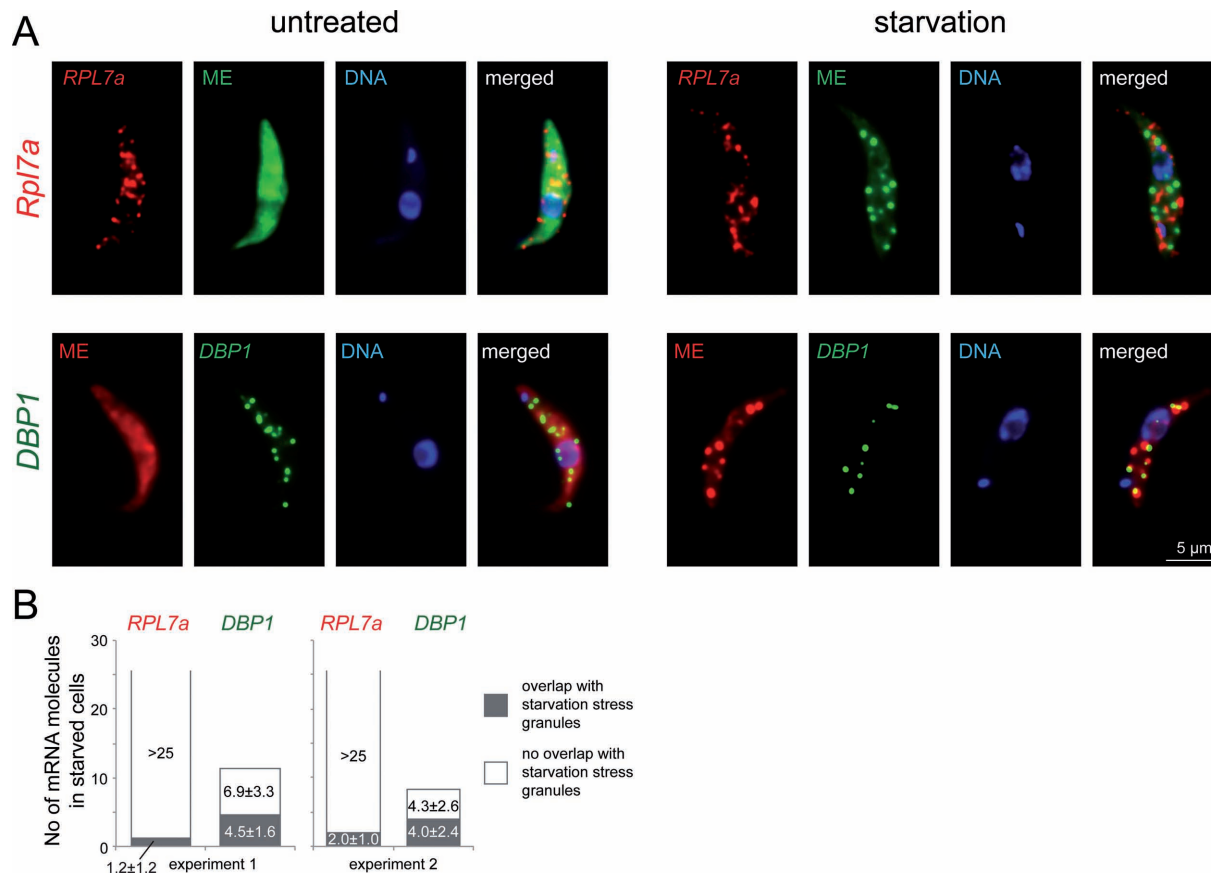 A
untreated
starvation
RPL7a ME DNA merged
RPL7a ME DNA merged
Rpl7a
ME DBP1 DNA merged
ME DBP1 DNA merged
DBP1
5 µm
B
RPL7a DBP1
RPL7a DBP1
No of mRNA molecules
in starved cells
30
20
10
0
>25
6.9±3.3
4.5±1.6
1.2±1.2
experiment 1
>25
2.0±1.0
4.3±2.6
4.0±2.4
experiment 2
overlap with
starvation stress
granules
no overlap with
starvation stress
granules